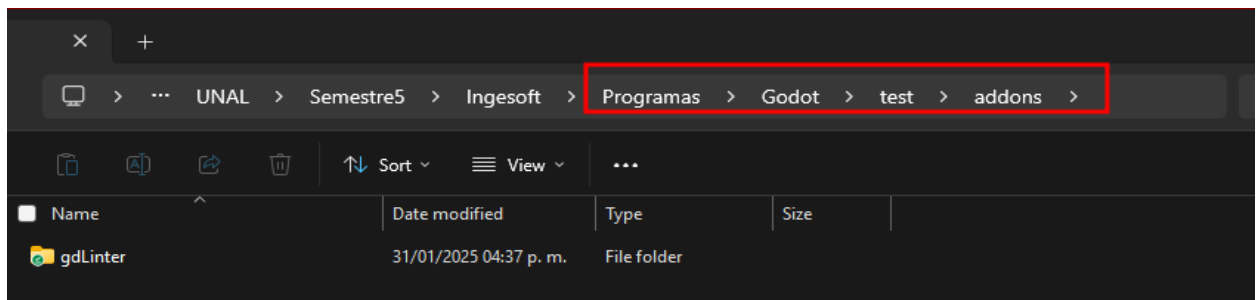 UNAL > Semestre5 > Ingesoft > Programas > Godot > test > addons >
Sort View
Name Date modified Type Size
gdLinter 31/01/2025 04:37 p. m. File folder